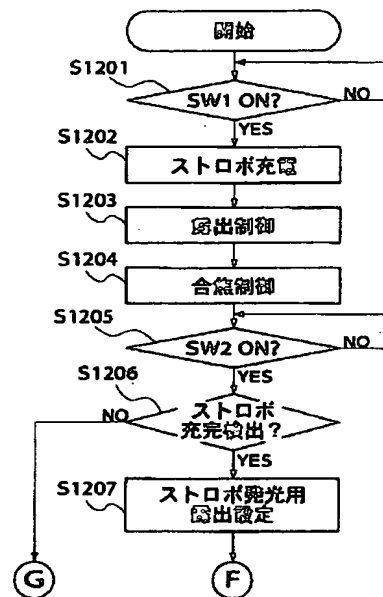 開始
S1201
SW1 ON?
NO
YES
S1202
ストロボ充電
S1203
露出制御
S1204
合焦制御
S1205
SW2 ON?
NO
YES
S1206
ストロボ
充完検出?
NO
YES
S1207
ストロボ発光用
露出設定
G
F